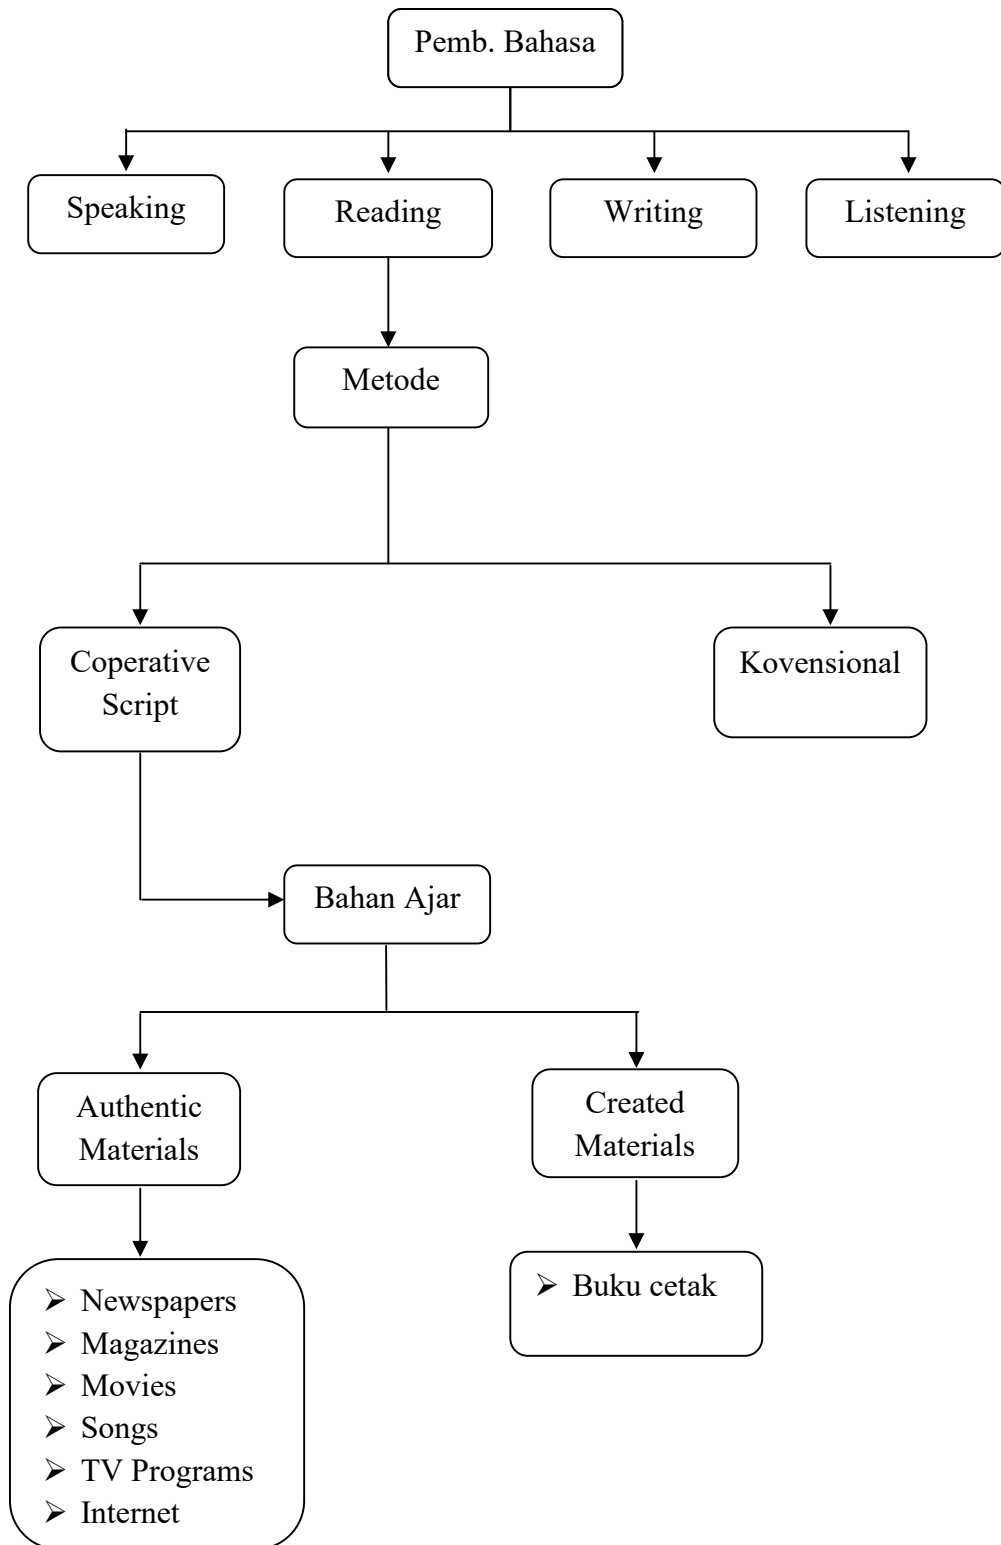 Pemb. Bahasa
Speaking
Reading
Writing
Listening
Metode
Coperative
Script
Kovensional
Bahan Ajar
Authentic
Materials
Created
Materials
➢ Newspapers
➢ Magazines
➢ Movies
➢ Songs
➢ TV Programs
➢ Internet
➢ Buku cetak